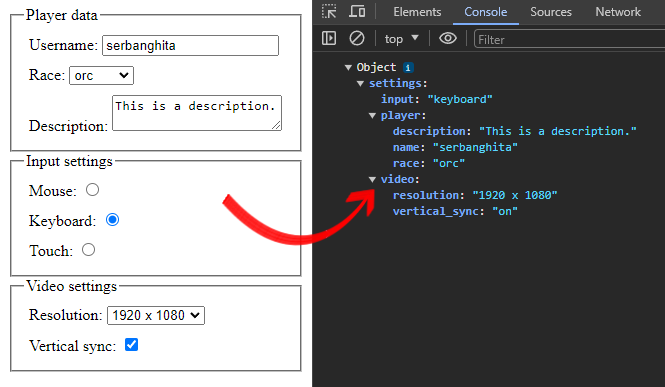 Player data
Username: serbanghita
Race: orc
This is a description.
Description:
Input settings
Mouse:
Keyboard:
Touch:
Video settings
Resolution: 1920 x 1080
Vertical sync:
Elements Console Sources Network
top Filter
Object i
settings:
input: "keyboard"
player:
description: "This is a description."
name: "serbanghita"
race: "orc"
video:
resolution: "1920 x 1080"
vertical_sync: "on"